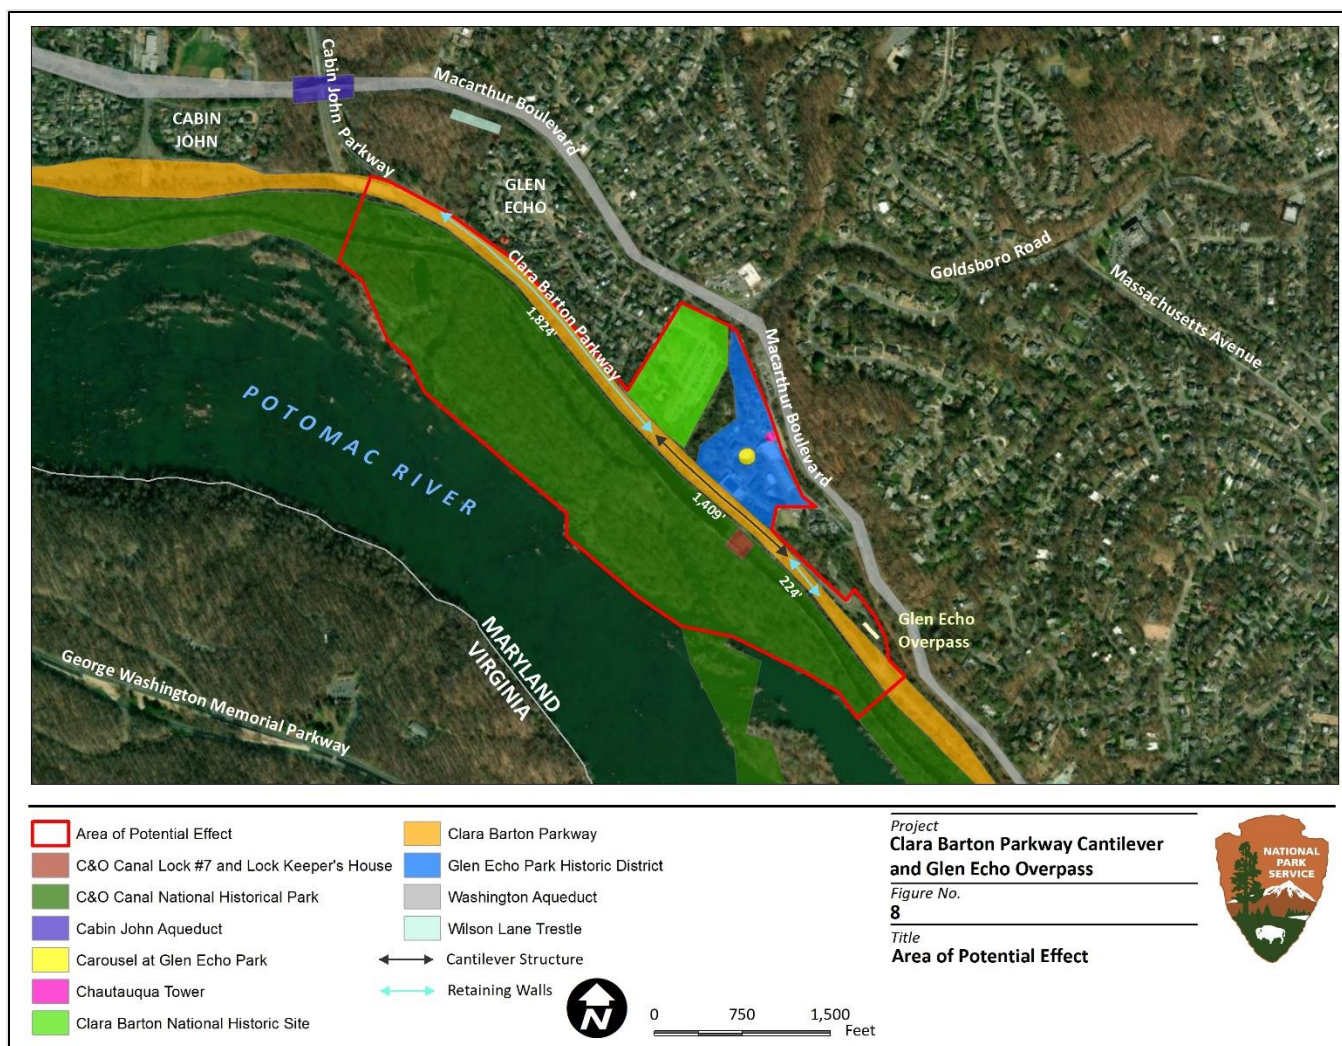 Cabin John Parkway
Macarthur Boulevard
CABIN
JOHN
GLEN
ECHO
Clara Barton Parkway
1,824'
Goldsboro Road
Massachusetts Avenue
Macarthur Boulevard
POTOMAC RIVER
1,409'
224'
Glen Echo
Overpass
MARYLAND
VIRGINIA
George Washington Memorial Parkway
Area of Potential Effect
C&O Canal Lock #7 and Lock Keeper's House
C&O Canal National Historical Park
Cabin John Aqueduct
Carousel at Glen Echo Park
Chautauqua Tower
Clara Barton National Historic Site
Clara Barton Parkway
Glen Echo Park Historic District
Washington Aqueduct
Wilson Lane Trestle
Cantilever Structure
Retaining Walls
N
0 750 1,500
Feet
Project
Clara Barton Parkway Cantilever
and Glen Echo Overpass
Figure No.
8
Title
Area of Potential Effect
NATIONAL
PARK
SERVICE